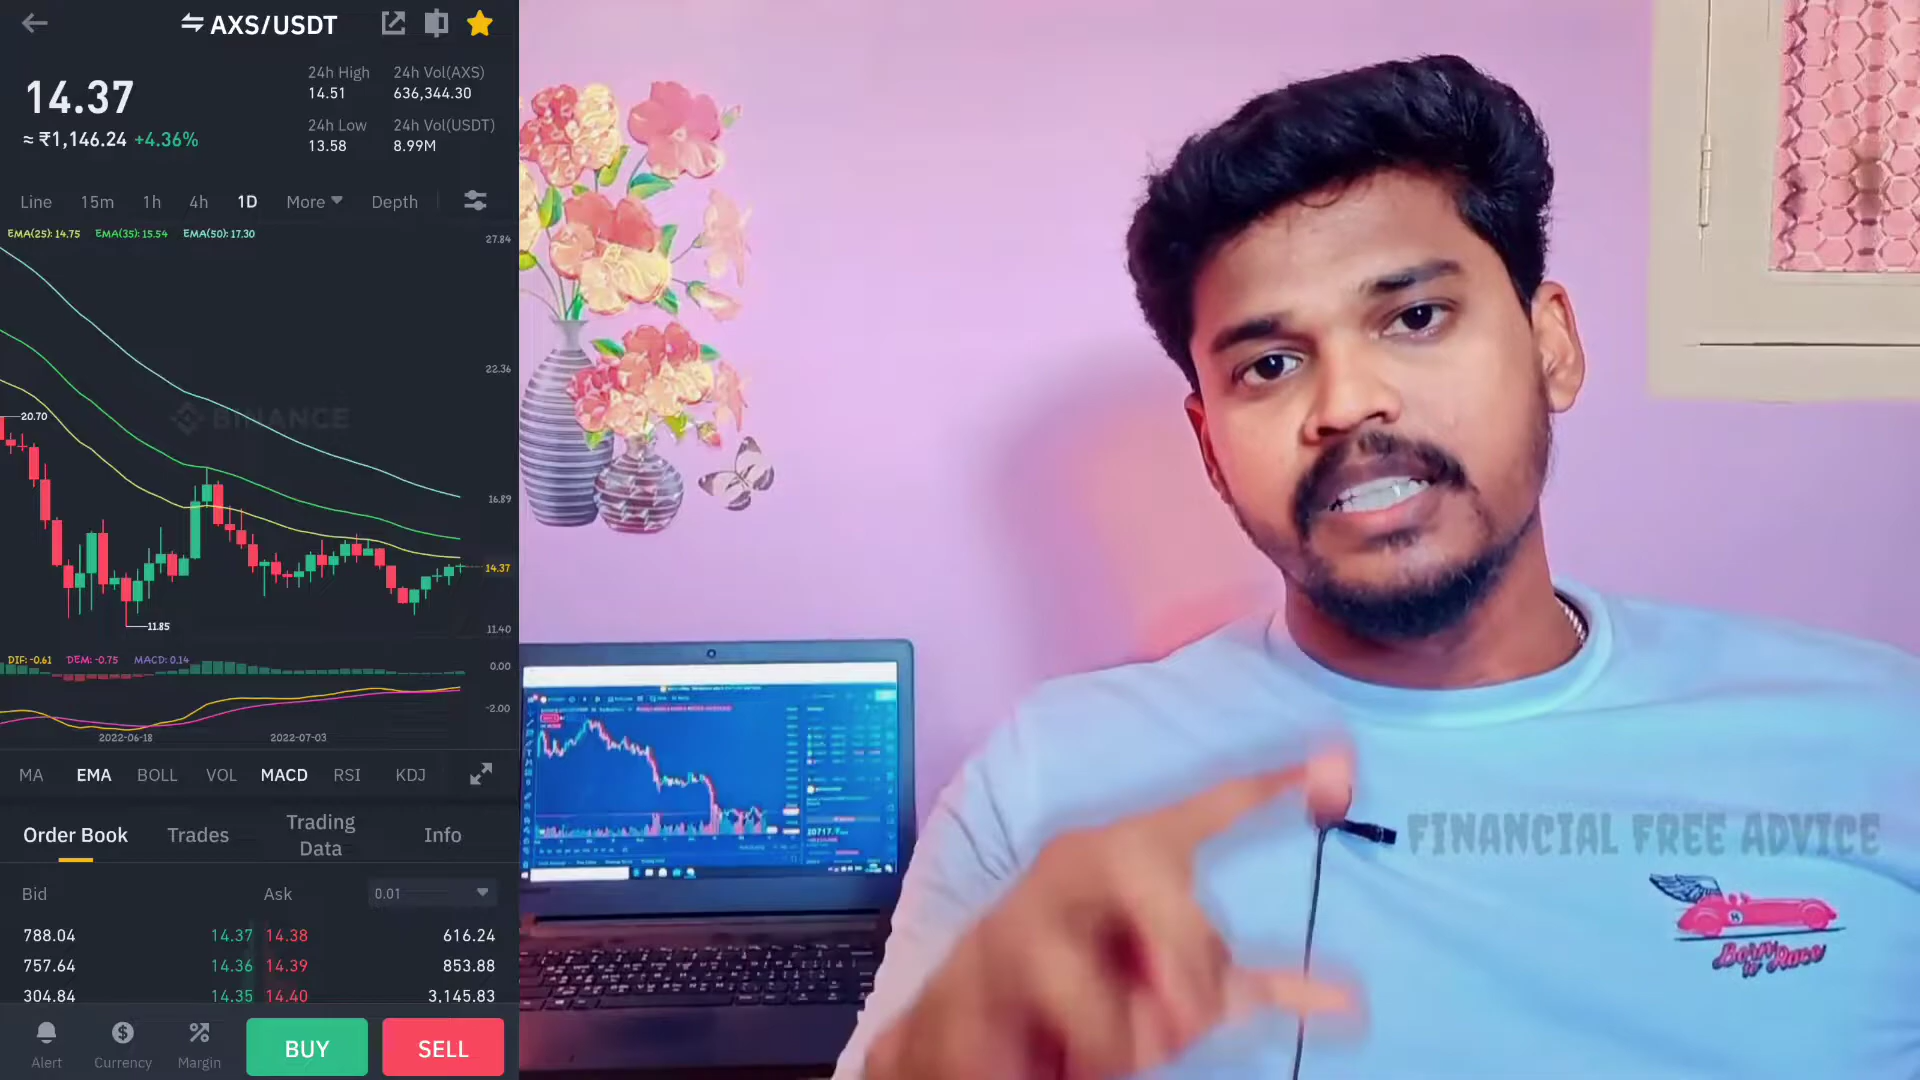 AXS/USDT
14.37
≈ ₹1,146.24 +4.36%
24h High
14.51
24h Vol(AXS)
636,344.30
24h Low
13.58
24h Vol(USDT)
8.99M
Line 15m 1h 4h 1D More Depth
EMA(25): 14.75 EMA(35): 15.54 EMA(50): 17.30
27.84
22.36
20.70
BINANCE
16.89
14.37
11.85
11.40
DIF: -0.61 DEM: -0.75 MACD: 0.14
0.00
-2.00
2022-06-18 2022-07-03
MA EMA BOLL VOL MACD RSI KDJ
Order Book Trades Trading Data Info
Bid Ask 0.01
788.04 14.37 14.38 616.24
757.64 14.36 14.39 853.88
304.84 14.35 14.40 3,145.83
Alert Currency Margin BUY SELL
FINANCIAL FREE ADVICE
Born to Race